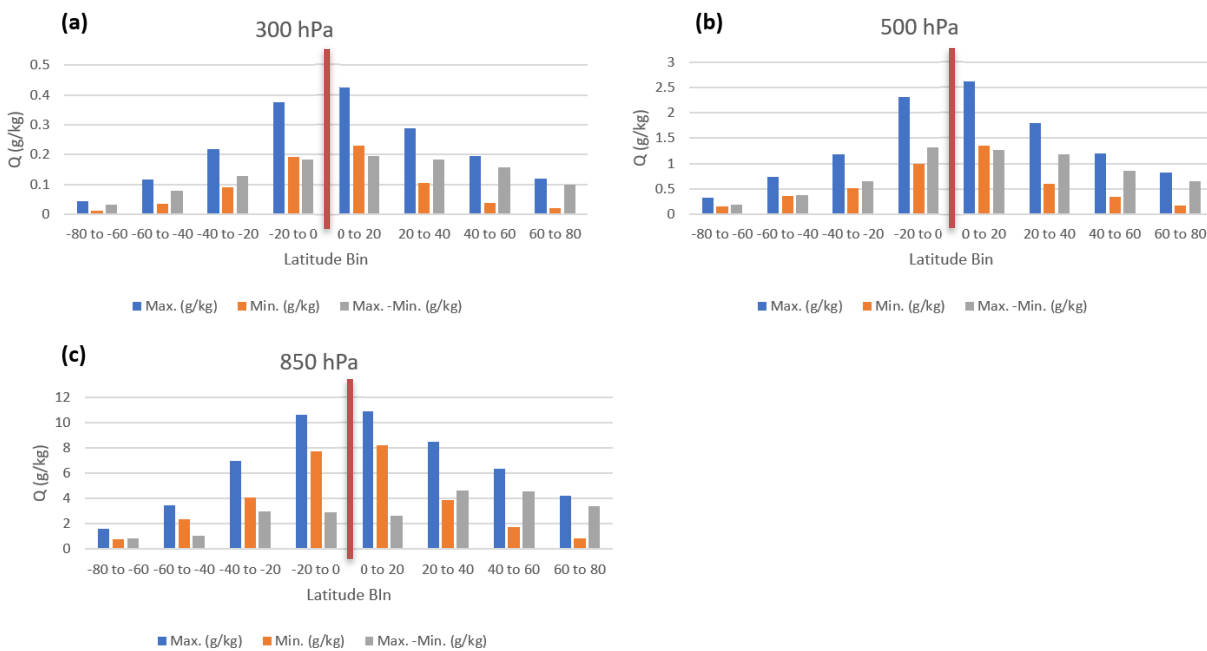 (a)
300 hPa
0.5
0.4
0.3
0.2
0.1
0
Q (g/kg)
-80 to -60 -60 to -40 -40 to -20 -20 to 0 0 to 20 20 to 40 40 to 60 60 to 80
Latitude Bin
Max. (g/kg) Min. (g/kg) Max. -Min. (g/kg)
(b)
500 hPa
3
2.5
2
1.5
1
0.5
0
Q (g/kg)
-80 to -60 -60 to -40 -40 to -20 -20 to 0 0 to 20 20 to 40 40 to 60 60 to 80
Latitude Bin
Max. (g/kg) Min. (g/kg) Max. -Min. (g/kg)
(c)
850 hPa
12
10
8
6
4
2
0
Q (g/kg)
-80 to -60 -60 to -40 -40 to -20 -20 to 0 0 to 20 20 to 40 40 to 60 60 to 80
Latitude BIn
Max. (g/kg) Min. (g/kg) Max. -Min. (g/kg)